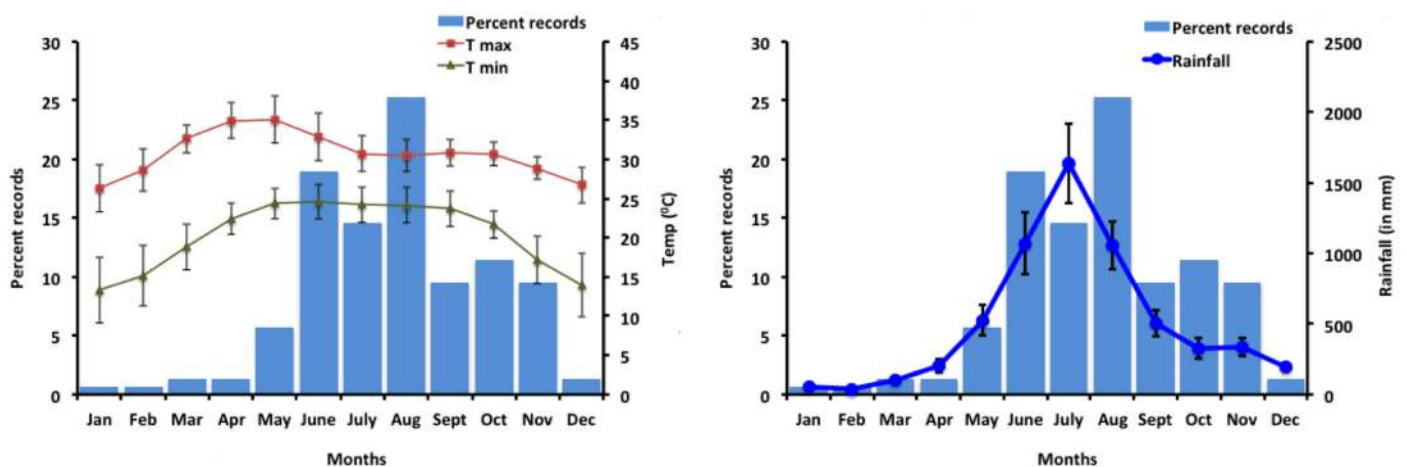 Percent records
T max
T min
30
25
20
15
10
5
0
Percent records
45
40
35
30
25
20
15
10
5
0
Temp (⁰C)
Jan Feb Mar Apr May June July Aug Sept Oct Nov Dec
Months
Percent records
Rainfall
30
25
20
15
10
5
0
Percent records
2500
2000
1500
1000
500
0
Rainfall (in mm)
Jan Feb Mar Apr May June July Aug Sept Oct Nov Dec
Months